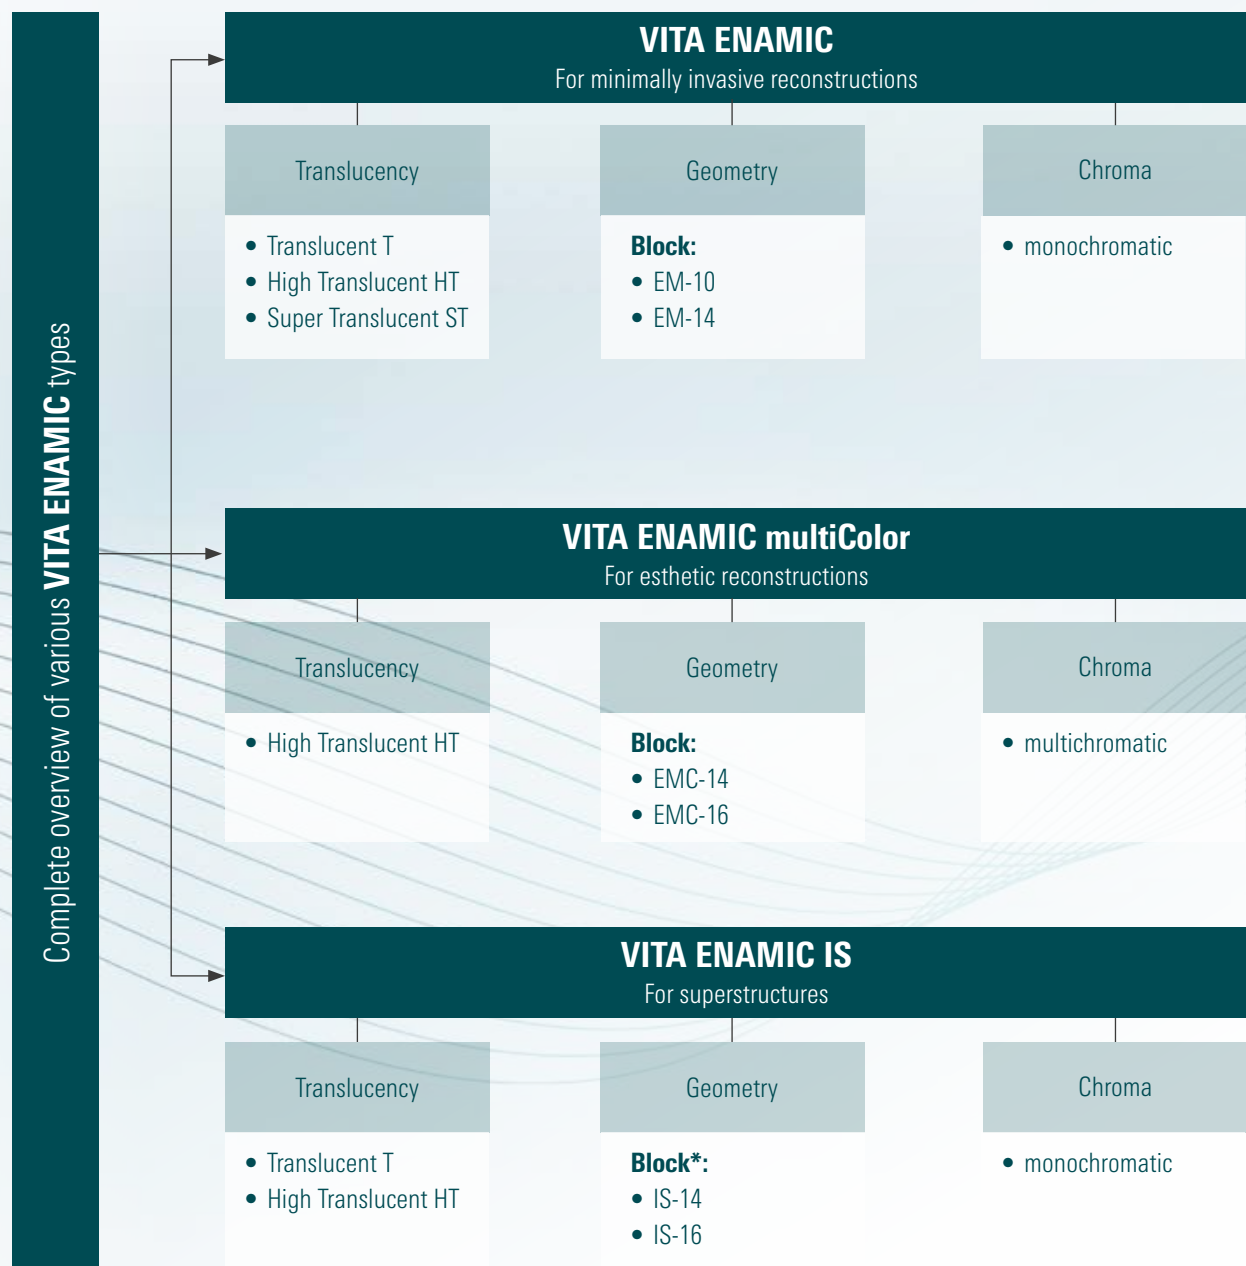 Complete overview of various VITA ENAMIC types
VITA ENAMIC
For minimally invasive reconstructions
Translucency
• Translucent T
• High Translucent HT
• Super Translucent ST
Geometry
Block:
• EM-10
• EM-14
Chroma
• monochromatic
VITA ENAMIC multiColor
For esthetic reconstructions
Translucency
• High Translucent HT
Geometry
Block:
• EMC-14
• EMC-16
Chroma
• multichromatic
VITA ENAMIC IS
For superstructures
Translucency
• Translucent T
• High Translucent HT
Geometry
Block*:
• IS-14
• IS-16
Chroma
• monochromatic